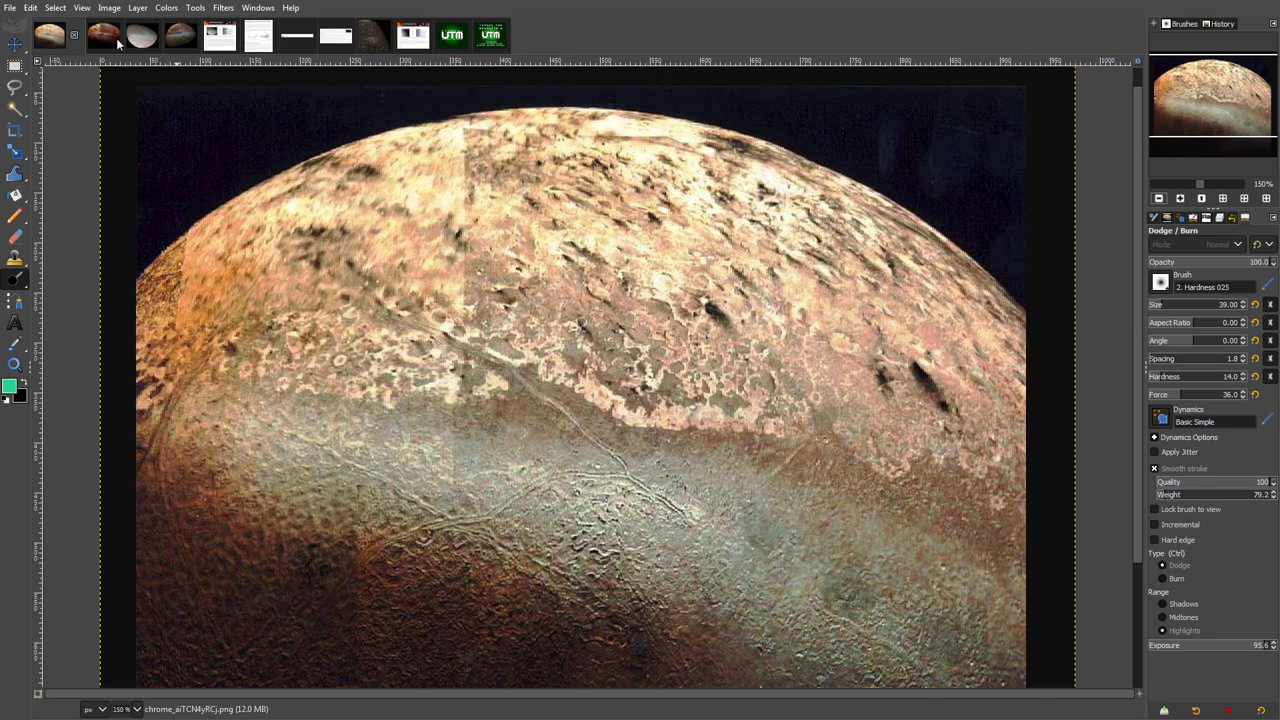 File Edit Select View Image Layer Colors Tools Filters Windows Help
UTM
Brushes History
150%
Dodge / Burn
Mode Normal
Opacity 100.0
Brush
2. Hardness 025
Size 39.00
Aspect Ratio 0.00
Angle 0.00
Spacing 1.8
Hardness 14.0
Force 36.0
Dynamics
Basic Simple
Dynamics Options
Apply Jitter
Smooth stroke
Quality 100
Weight 79.2
Lock brush to view
Incremental
Hard edge
Type (Ctrl)
Dodge
Burn
Range
Shadows
Midtones
Highlights
Exposure 95.6
px 150 % chrome_aiTCN4yRCj.png (12.0 MB)